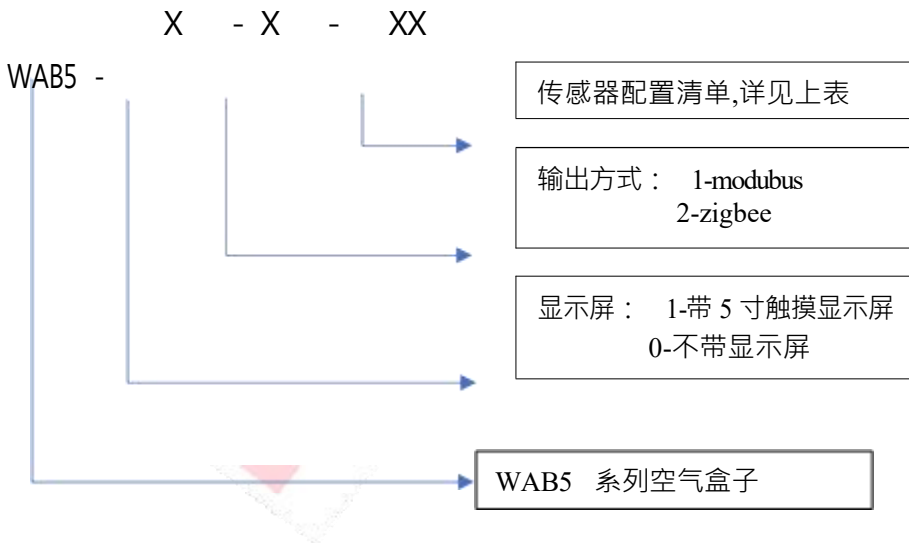 X - X - XX
WAB5 -
传感器配置清单,详见上表
输出方式： 1-modubus
2-zigbee
显示屏： 1-带 5 寸触摸显示屏
0-不带显示屏
WAB5 系列空气盒子